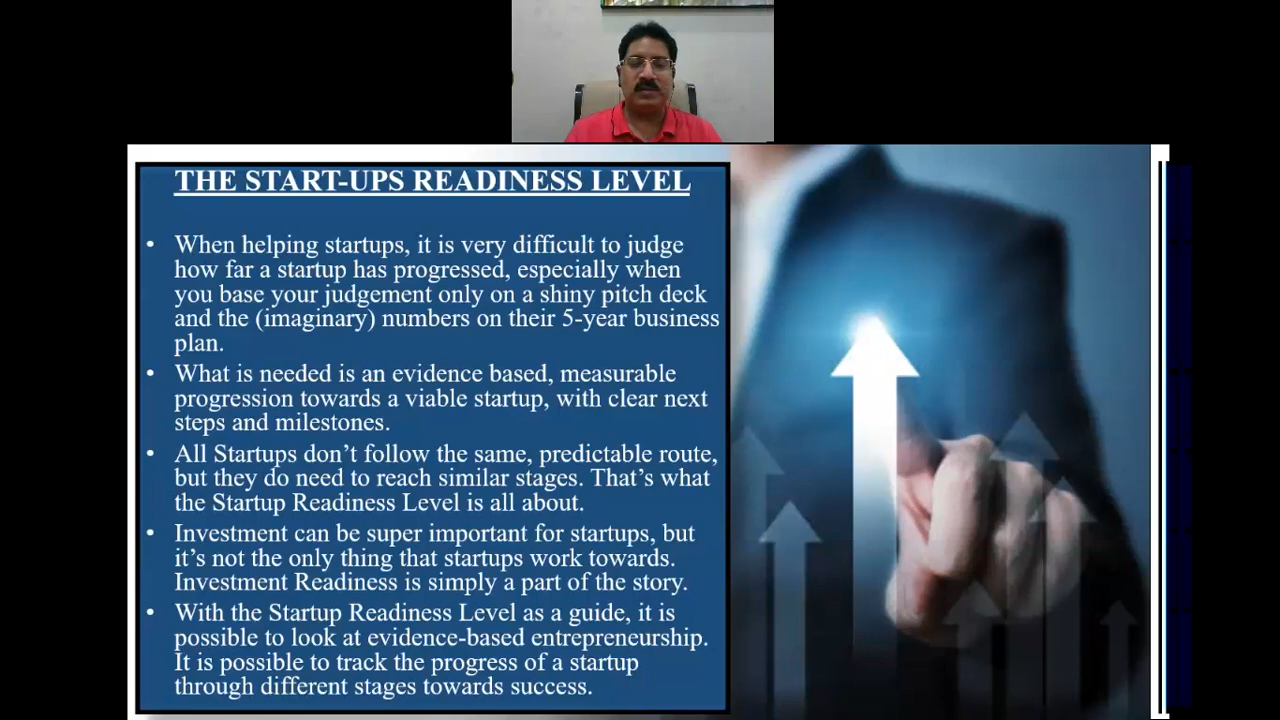 THE START-UPS READINESS LEVEL
• When helping startups, it is very difficult to judge
how far a startup has progressed, especially when
you base your judgement only on a shiny pitch deck
and the (imaginary) numbers on their 5-year business
plan.
• What is needed is an evidence based, measurable
progression towards a viable startup, with clear next
steps and milestones.
• All Startups don’t follow the same, predictable route,
but they do need to reach similar stages. That’s what
the Startup Readiness Level is all about.
• Investment can be super important for startups, but
it’s not the only thing that startups work towards.
Investment Readiness is simply a part of the story.
• With the Startup Readiness Level as a guide, it is
possible to look at evidence-based entrepreneurship.
It is possible to track the progress of a startup
through different stages towards success.